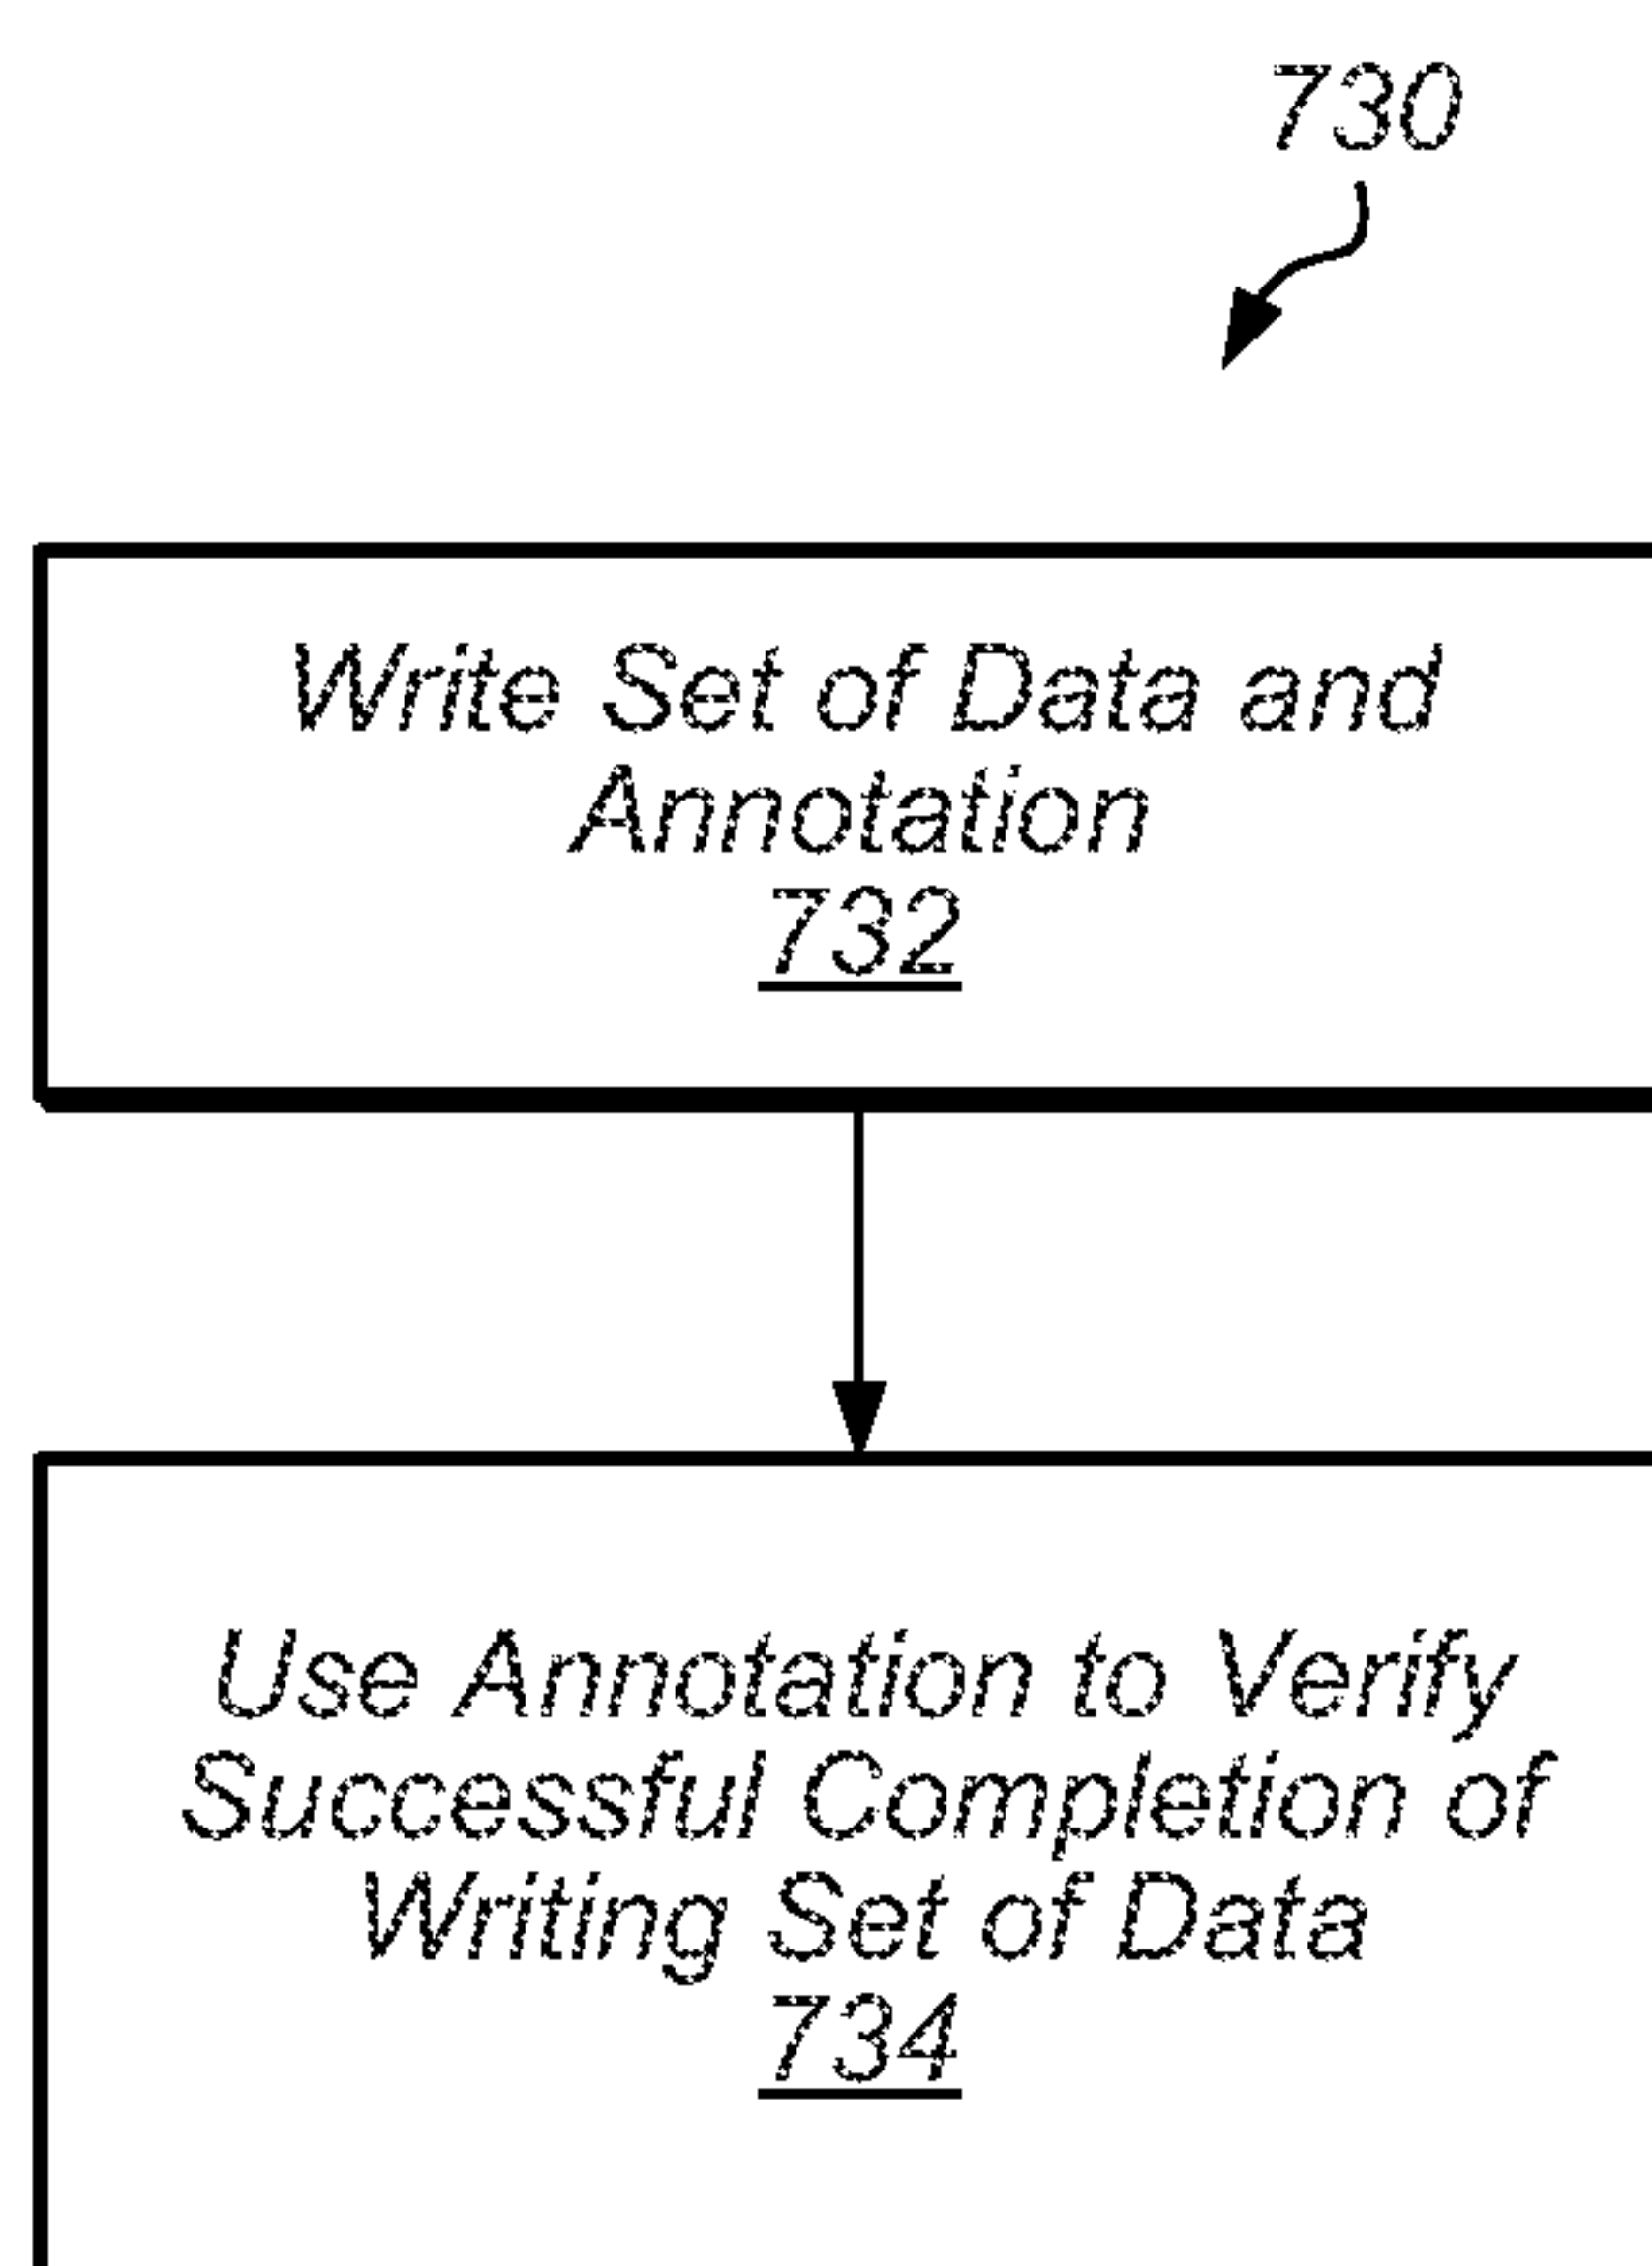 730
Write Set of Data and
Annotation
732
Use Annotation to Verify
Successful Completion of
Writing Set of Data
734